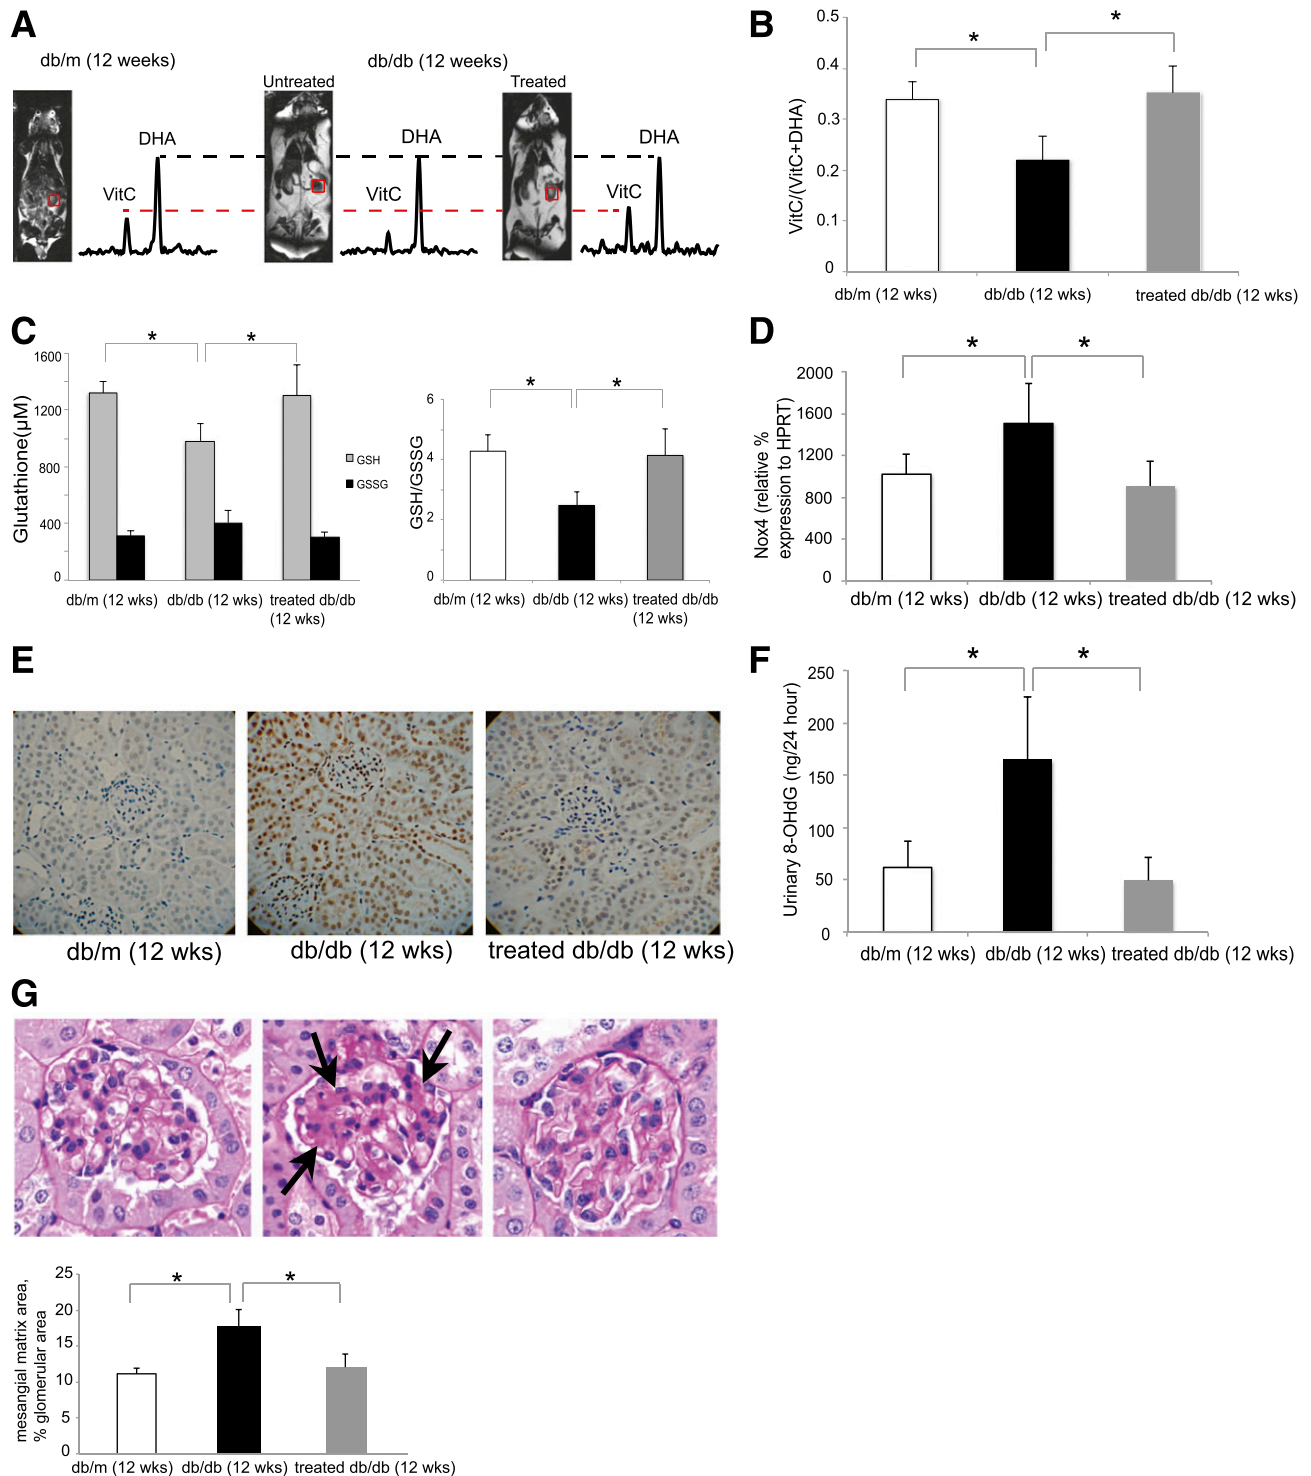 A
db/m (12 weeks)
db/db (12 weeks)
Untreated
Treated
DHA
DHA
DHA
VitC
VitC
VitC
B
*
*
VitC/(VitC+DHA)
0.5
0.4
0.3
0.2
0.1
0
db/m (12 wks)
db/db (12 wks)
treated db/db (12 wks)
C
*
*
Glutathione(µM)
1600
1200
800
400
0
GSH
GSSG
db/m (12 wks)
db/db (12 wks)
treated db/db
(12 wks)
*
*
GSH/GSSG
6
4
2
0
db/m (12 wks)
db/db (12 wks)
treated db/db
(12 wks)
D
*
*
Nox4 (relative %
expression to HPRT)
2000
1600
1200
800
400
0
db/m (12 wks)
db/db (12 wks)
treated db/db (12 wks)
E
db/m (12 wks)
db/db (12 wks)
treated db/db (12 wks)
F
*
*
Urinary 8-OHdG (ng/24 hour)
250
200
150
100
50
0
db/m (12 wks)
db/db (12 wks)
treated db/db (12 wks)
G
*
*
mesangial matrix area,
% glomerular area
25
20
15
10
5
0
db/m (12 wks)
db/db (12 wks)
treated db/db (12 wks)